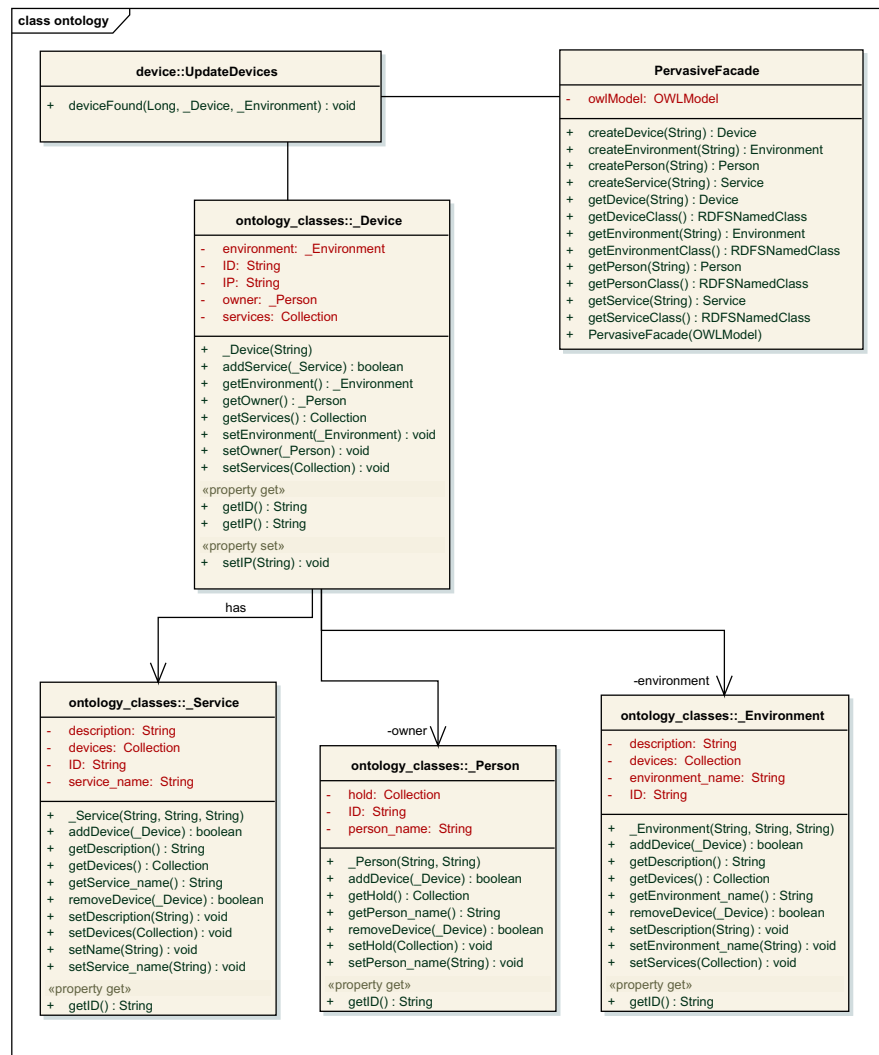 class ontology
device::UpdateDevices
+ deviceFound(Long, _Device, _Environment) : void
PervasiveFacade
- owlModel: OWLModel
+ createDevice(String) : Device
+ createEnvironment(String) : Environment
+ createPerson(String) : Person
+ createService(String) : Service
+ getDevice(String) : Device
+ getDeviceClass() : RDFSNamedClass
+ getEnvironment(String) : Environment
+ getEnvironmentClass() : RDFSNamedClass
+ getPerson(String) : Person
+ getPersonClass() : RDFSNamedClass
+ getService(String) : Service
+ getServiceClass() : RDFSNamedClass
+ PervasiveFacade(OWLModel)
ontology_classes::_Device
- environment: _Environment
- ID: String
- IP: String
- owner: _Person
- services: Collection
+ _Device(String)
+ addService(_Service) : boolean
+ getEnvironment() : _Environment
+ getOwner() : _Person
+ getServices() : Collection
+ setEnvironment(_Environment) : void
+ setOwner(_Person) : void
+ setServices(Collection) : void
«property get»
+ getID() : String
+ getIP() : String
«property set»
+ setIP(String) : void
has
-owner
-environment
ontology_classes::_Service
- description: String
- devices: Collection
- ID: String
- service_name: String
+ _Service(String, String, String)
+ addDevice(_Device) : boolean
+ getDescription() : String
+ getDevices() : Collection
+ getService_name() : String
+ removeDevice(_Device) : boolean
+ setDescription(String) : void
+ setDevices(Collection) : void
+ setName(String) : void
+ setService_name(String) : void
«property get»
+ getID() : String
ontology_classes::_Person
- hold: Collection
- ID: String
- person_name: String
+ _Person(String, String)
+ addDevice(_Device) : boolean
+ getHold() : Collection
+ getPerson_name() : String
+ removeDevice(_Device) : boolean
+ setHold(Collection) : void
+ setPerson_name(String) : void
«property get»
+ getID() : String
ontology_classes::_Environment
- description: String
- devices: Collection
- environment_name: String
- ID: String
+ _Environment(String, String, String)
+ addDevice(_Device) : boolean
+ getDescription() : String
+ getDevices() : Collection
+ getEnvironment_name() : String
+ removeDevice(_Device) : boolean
+ setDescription(String) : void
+ setEnvironment_name(String) : void
+ setServices(Collection) : void
«property get»
+ getID() : String